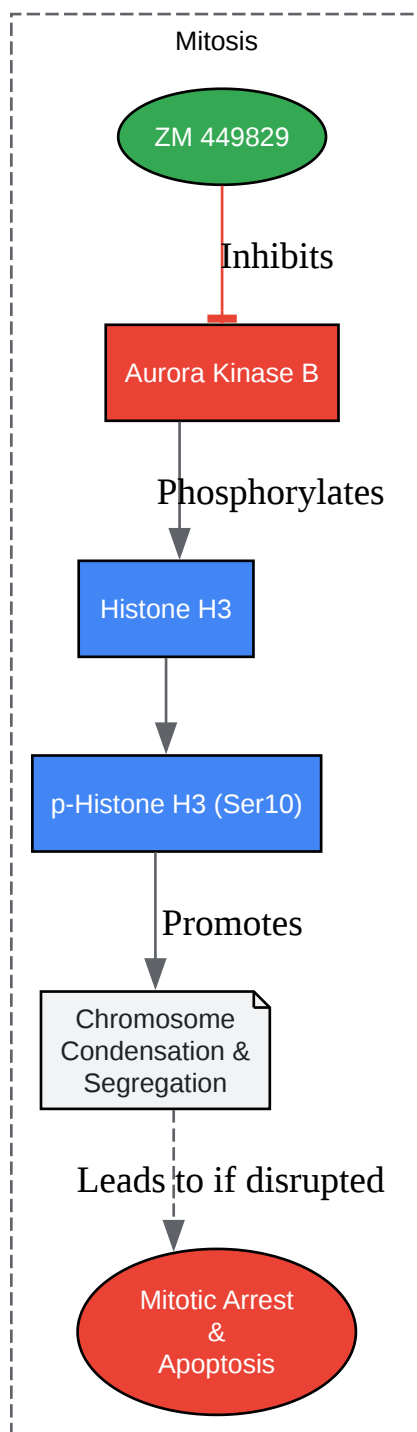 Mitosis
ZM 449829
Inhibits
Aurora Kinase B
Phosphorylates
Histone H3
p-Histone H3 (Ser10)
Promotes
Chromosome
Condensation &
Segregation
Leads to if disrupted
Mitotic Arrest
&
Apoptosis